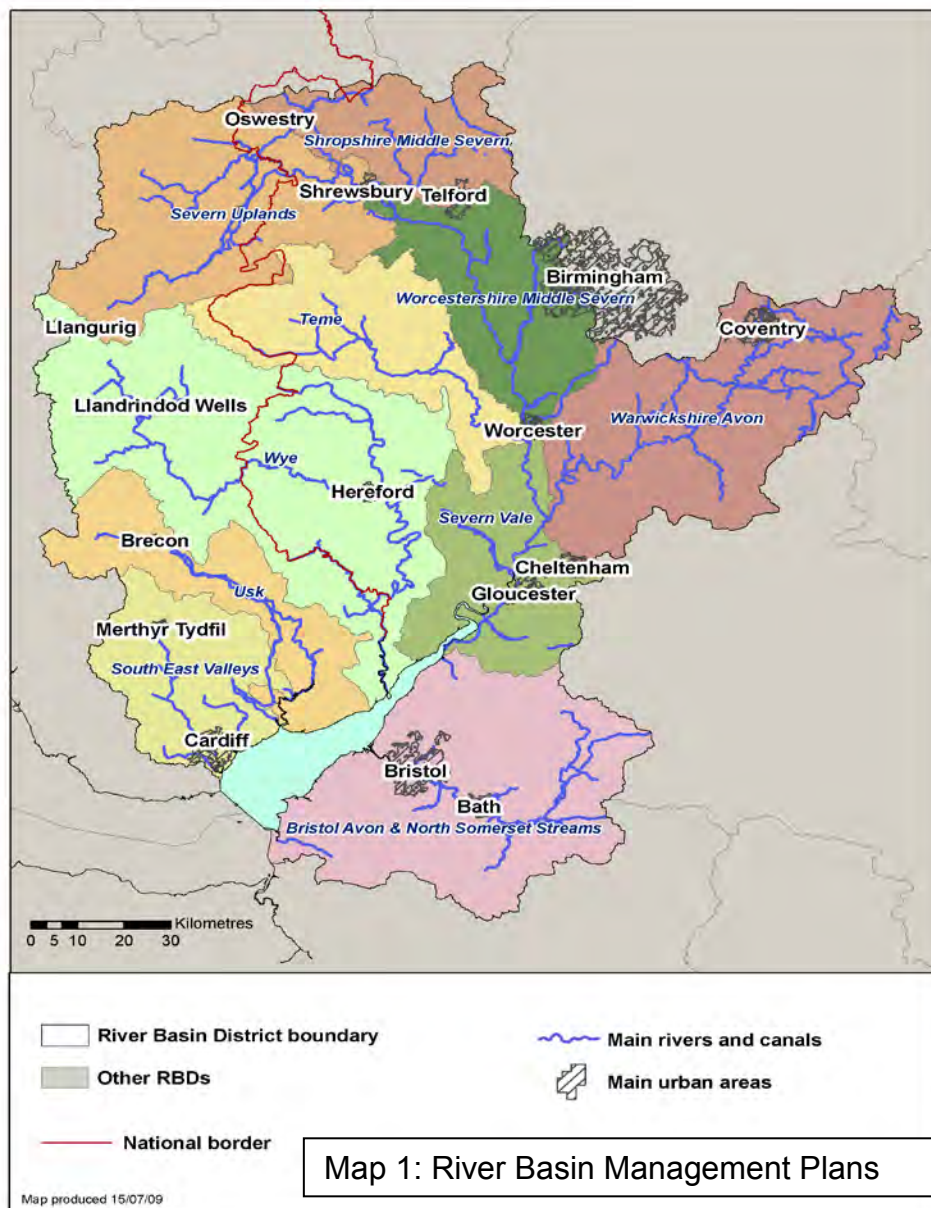 Oswestry
Shropshire Middle Severn
Shrewsbury
Telford
Severn Uplands
Birmingham
Worcestershire Middle Severn
Llangurig
Teme
Coventry
Llandrindod Wells
Worcester
Warwickshire Avon
Wye
Hereford
Severn Vale
Brecon
Cheltenham
Usk
Gloucester
Merthyr Tydfil
South East Valleys
Cardiff
Bristol
Bath
Bristol Avon & North Somerset Streams
Kilometres
0 5 10 20 30
River Basin District boundary
Main rivers and canals
Other RBDs
Main urban areas
National border
Map 1: River Basin Management Plans
Map produced 15/07/09